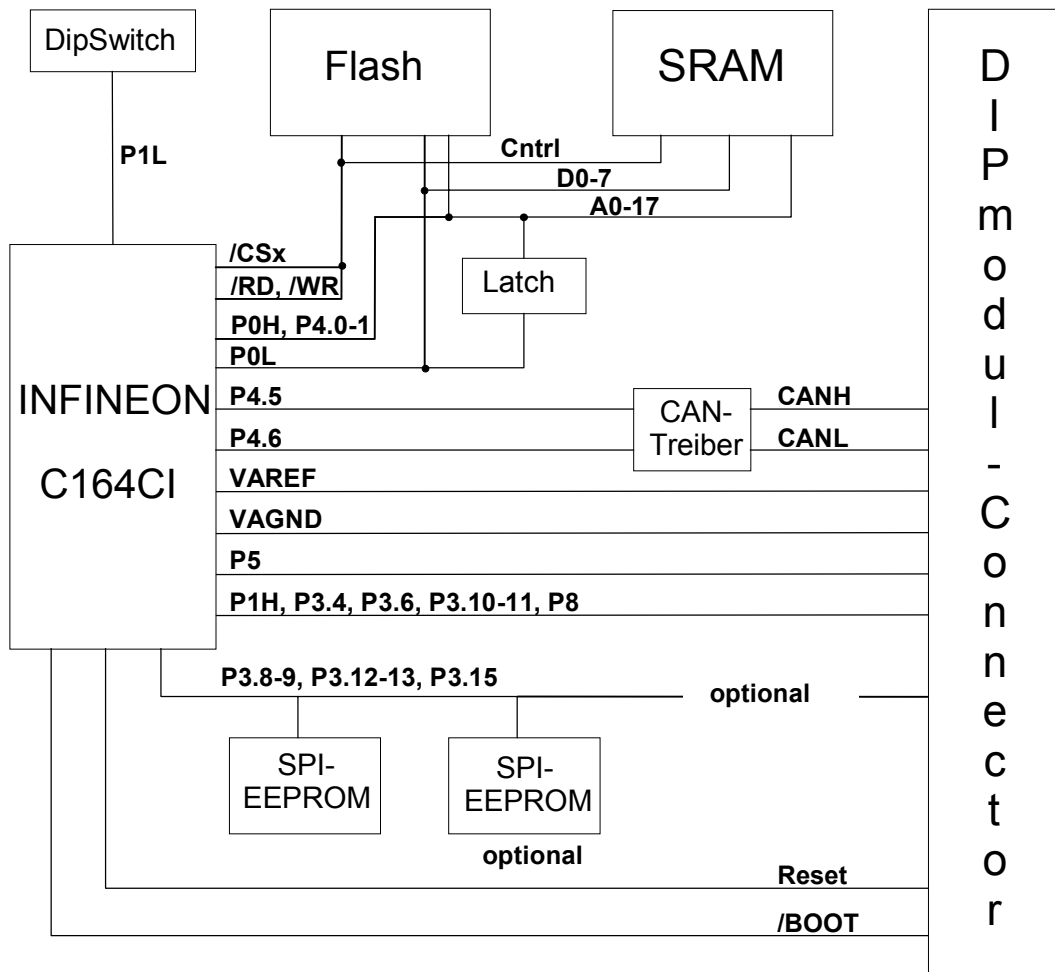 DipSwitch
Flash
SRAM
P1L
Cntrl
D0-7
A0-17
/CSx
/RD, /WR
Latch
P0H, P4.0-1
P0L
INFINEON
C164CI
P4.5
P4.6
CAN-
Treiber
CANH
CANL
VAREF
VAGND
P5
P1H, P3.4, P3.6, P3.10-11, P8
P3.8-9, P3.12-13, P3.15
optional
SPI-
EEPROM
SPI-
EEPROM
optional
Reset
/BOOT
DIPmodul-Connector